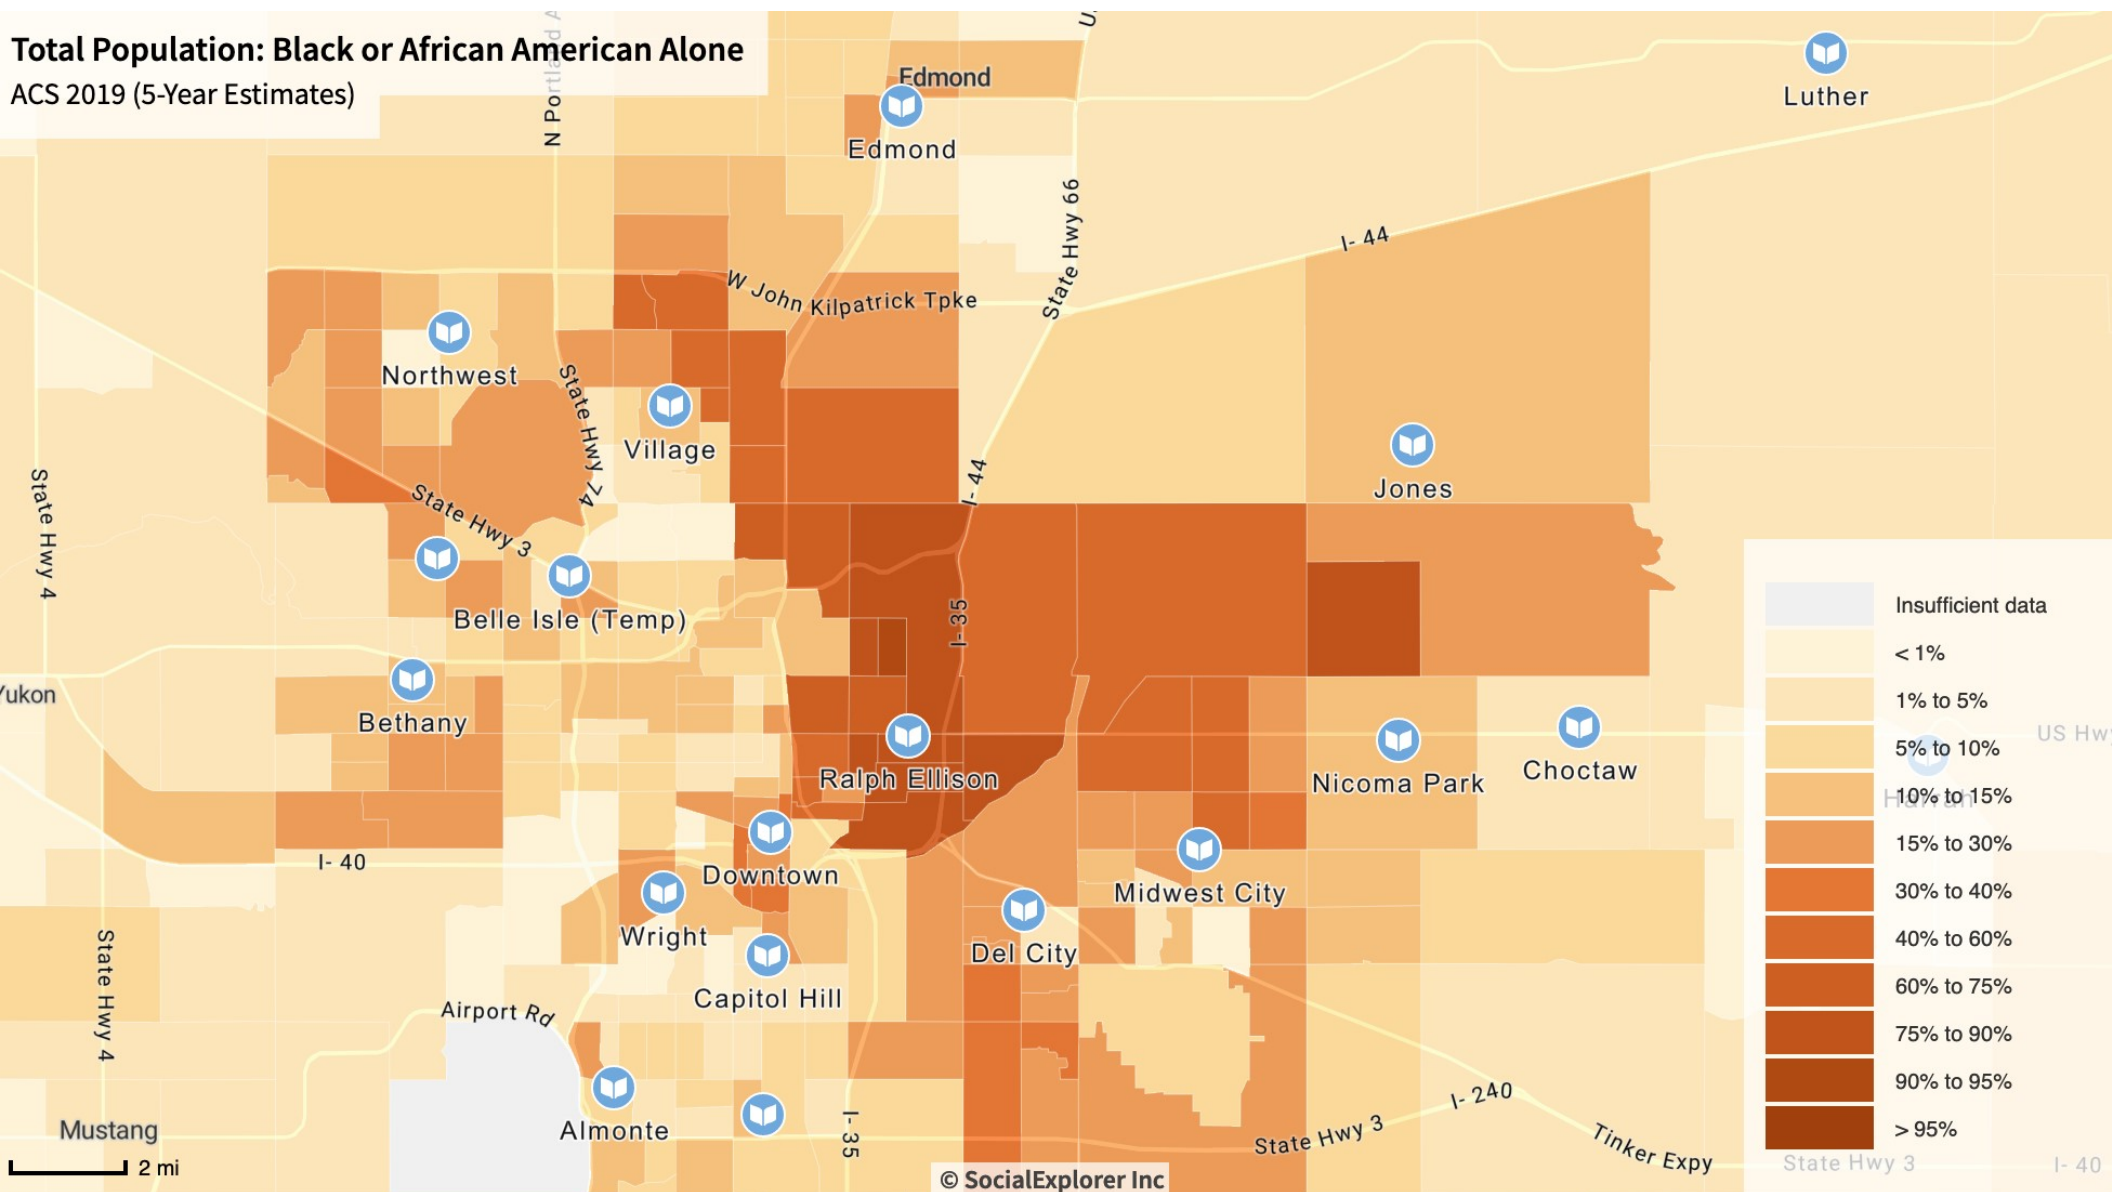 Total Population: Black or African American Alone
ACS 2019 (5-Year Estimates)
Edmond
Luther
Edmond
State Hwy 66
I- 44
W John Kilpatrick Tpke
Northwest
State Hwy 74
Village
I- 44
Jones
State Hwy 4
State Hwy 3
Belle Isle (Temp)
I- 35
Yukon
Bethany
Ralph Ellison
Nicoma Park
Choctaw
I- 40
Downtown
Midwest City
Wright
Del City
Capitol Hill
State Hwy 4
Airport Rd
Mustang
Almonte
I- 35
State Hwy 3
I- 240
Tinker Expy
2 mi
© SocialExplorer Inc
Insufficient data
< 1%
1% to 5%
US Hwy
5% to 10%
10% to 15%
Harrah
15% to 30%
30% to 40%
40% to 60%
60% to 75%
75% to 90%
90% to 95%
> 95%
State Hwy 3
I- 40